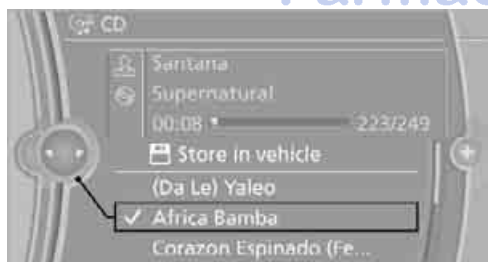 CD
Santana
Supernatural
00:08 223/249
Store in vehicle
(Da Le) Yaleo
Africa Bamba
Corazon Espinado (Fe...